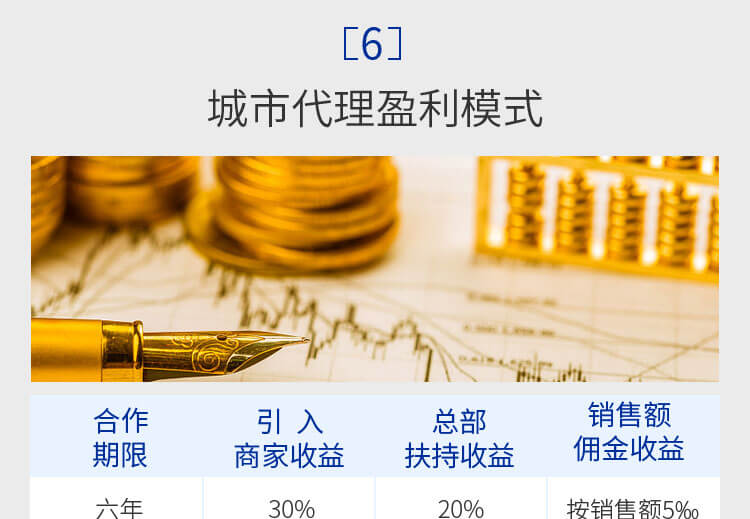 [6]
城市代理盈利模式
合作
期限
引 入
商家收益
总部
扶持收益
销售额
佣金收益
六年
30%
20%
按销售额5‰